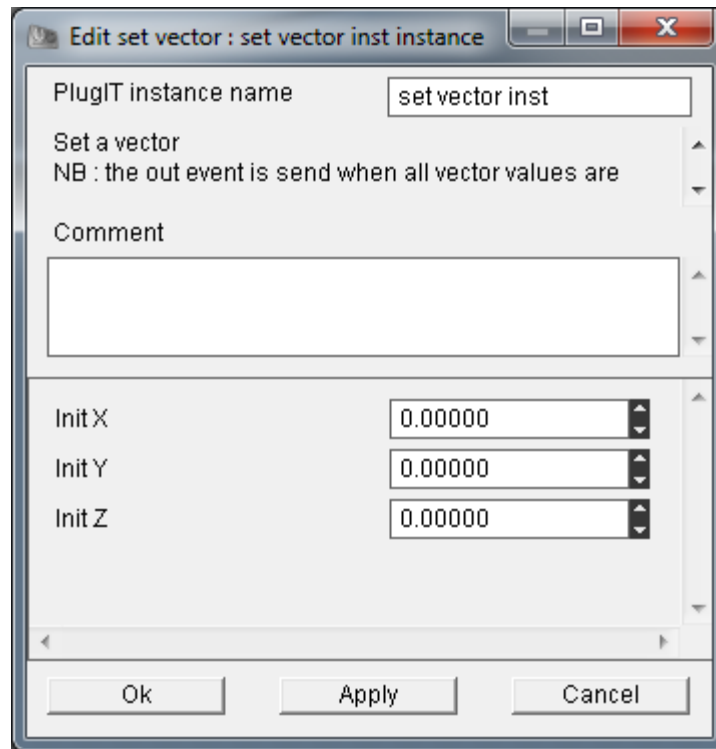 Edit set vector : set vector inst instance
PlugIT instance name
set vector inst
Set a vector
NB : the out event is send when all vector values are
Comment
Init X 0.00000
Init Y 0.00000
Init Z 0.00000
Ok Apply Cancel